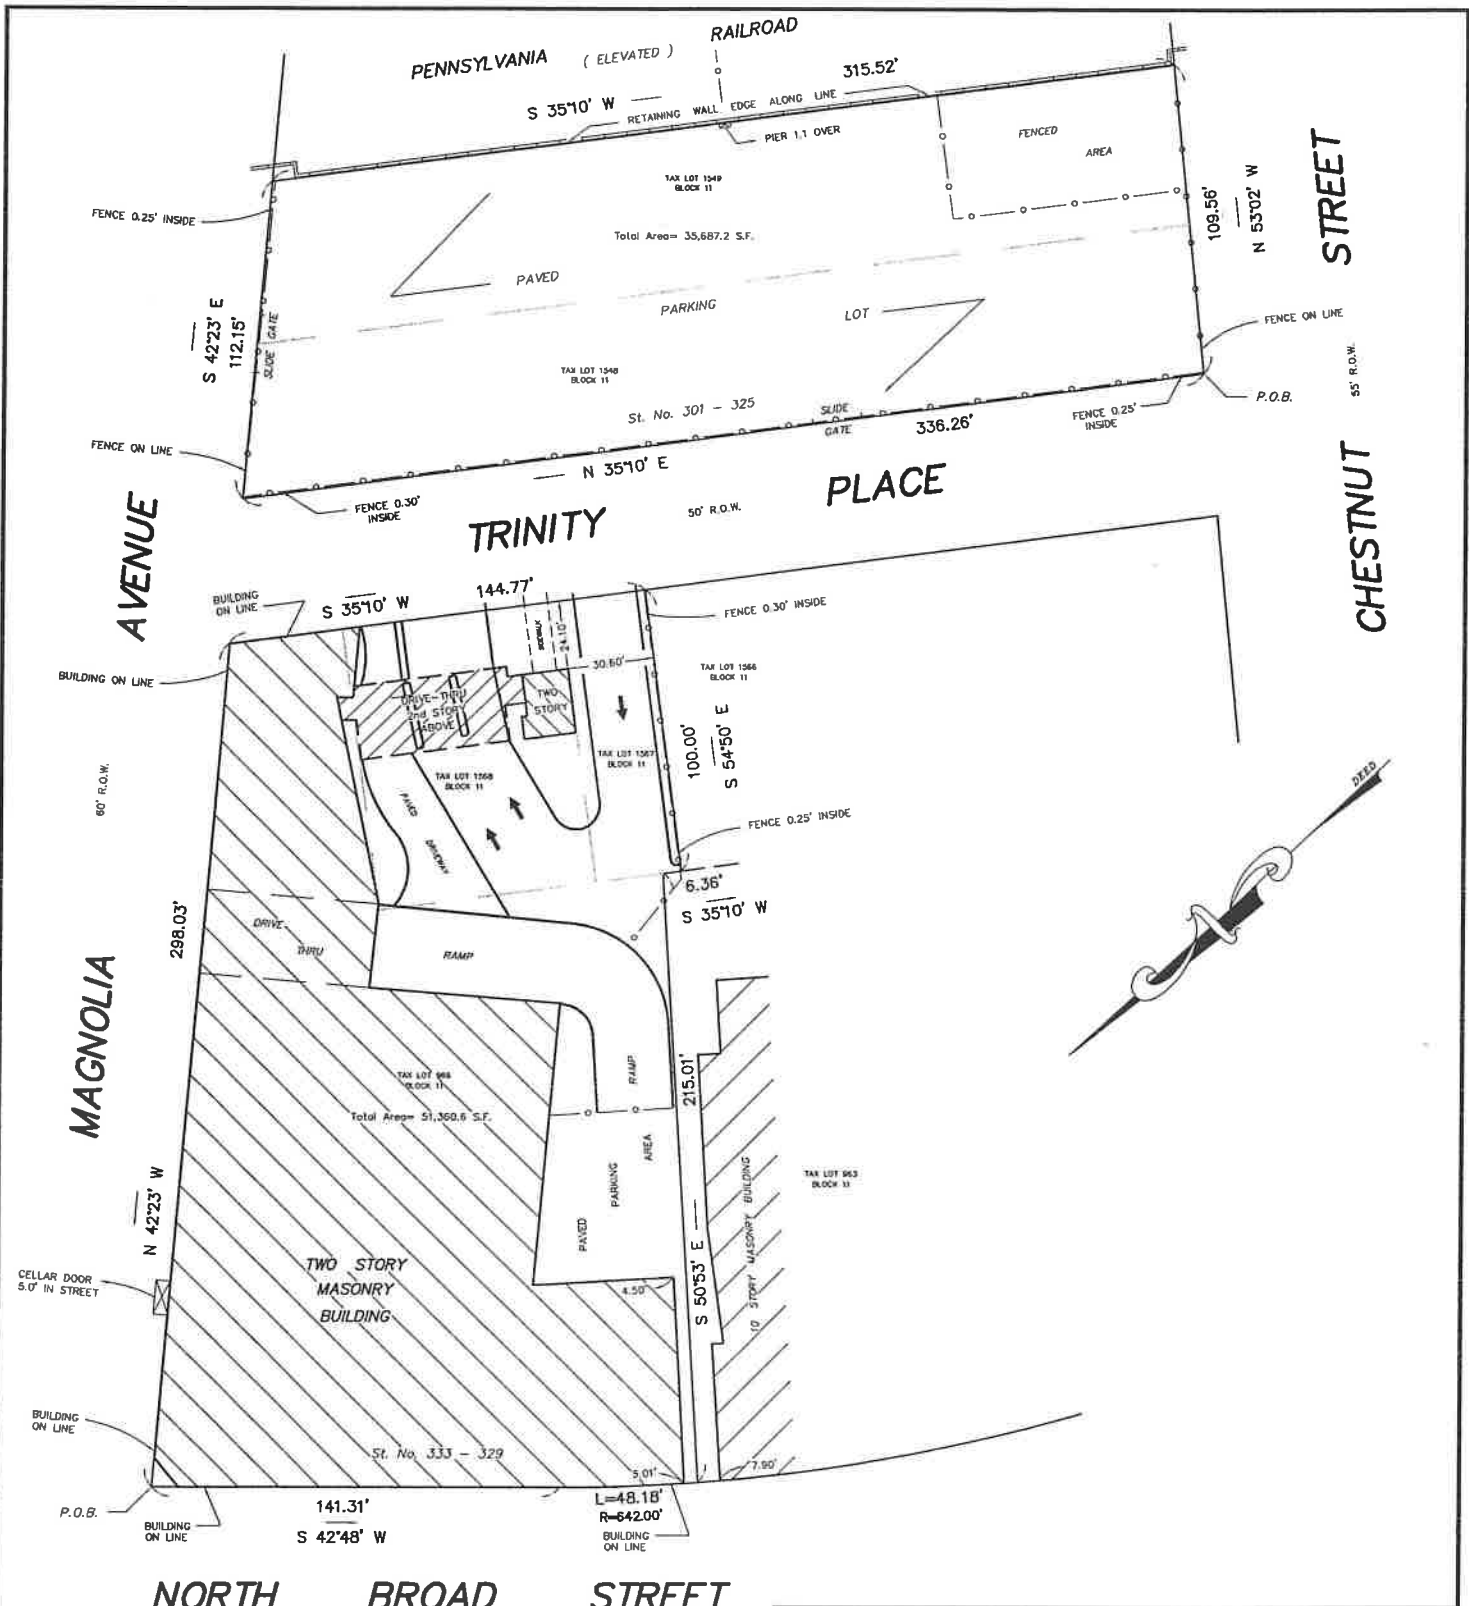 PENNSYLVANIA ( ELEVATED ) RAILROAD
S 35°10' W
315.52'
RETAINING WALL EDGE ALONG LINE
PIER 1.1 OVER
FENCED
AREA
TAX LOT 1549
BLOCK 11
Total Area= 35,687.2 S.F.
FENCE 0.25' INSIDE
PAVED
PARKING
LOT
109.56'
N 53°02' W
CHESTNUT STREET
55' R.O.W.
S 42°23' E
112.15'
SLIDE GATE
TAX LOT 1548
BLOCK 11
St. No. 301 - 325
SLIDE
GATE
336.26'
FENCE ON LINE
P.O.B.
FENCE 0.25'
INSIDE
FENCE ON LINE
N 35°10' E
FENCE 0.30'
INSIDE
TRINITY PLACE
50' R.O.W.
MAGNOLIA AVENUE
60' R.O.W.
BUILDING
ON LINE
S 35°10' W
144.77'
FENCE 0.30' INSIDE
BUILDING ON LINE
SIDEWALK
24.10'
30.60'
TAX LOT 1566
BLOCK 11
DRIVE-THRU
2nd STORY
ABOVE
TWO
STORY
100.00'
S 54°50' E
TAX LOT 1567
BLOCK 11
TAX LOT 1568
BLOCK 11
PAVED
DRIVEWAY
FENCE 0.25' INSIDE
DEED
6.36'
S 35°10' W
298.03'
DRIVE-
THRU
RAMP
RAMP
215.01'
TAX LOT 966
BLOCK 11
Total Area= 51,360.6 S.F.
PAVED
PARKING
AREA
10 STORY MASONRY BUILDING
TAX LOT 963
BLOCK 11
N 42°23' W
S 50°53' E
CELLAR DOOR
5.0' IN STREET
TWO STORY
MASONRY
BUILDING
4.50'
BUILDING
ON LINE
St. No. 333 - 329
5.01'
7.90'
P.O.B.
BUILDING
ON LINE
141.31'
S 42°48' W
L=48.18'
R=642.00'
BUILDING
ON LINE
NORTH BROAD STREET